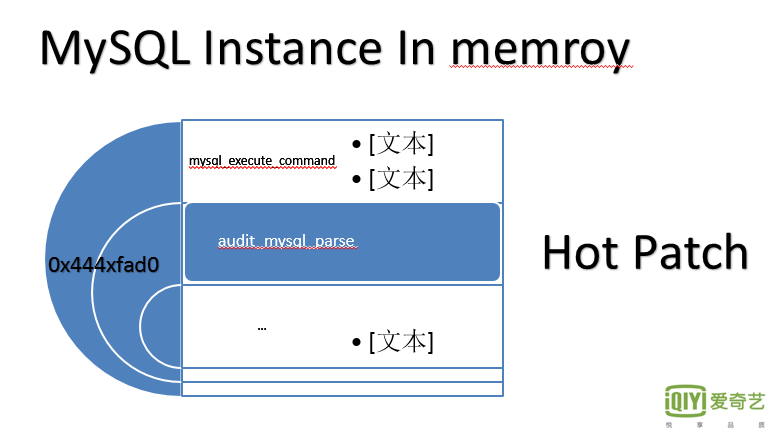 MySQL Instance In memroy
mysql_execute_command
• [文本]
• [文本]
audit_mysql_parse
0x444xfad0
Hot Patch
...
• [文本]
iQIYI 爱奇艺
悦享品质